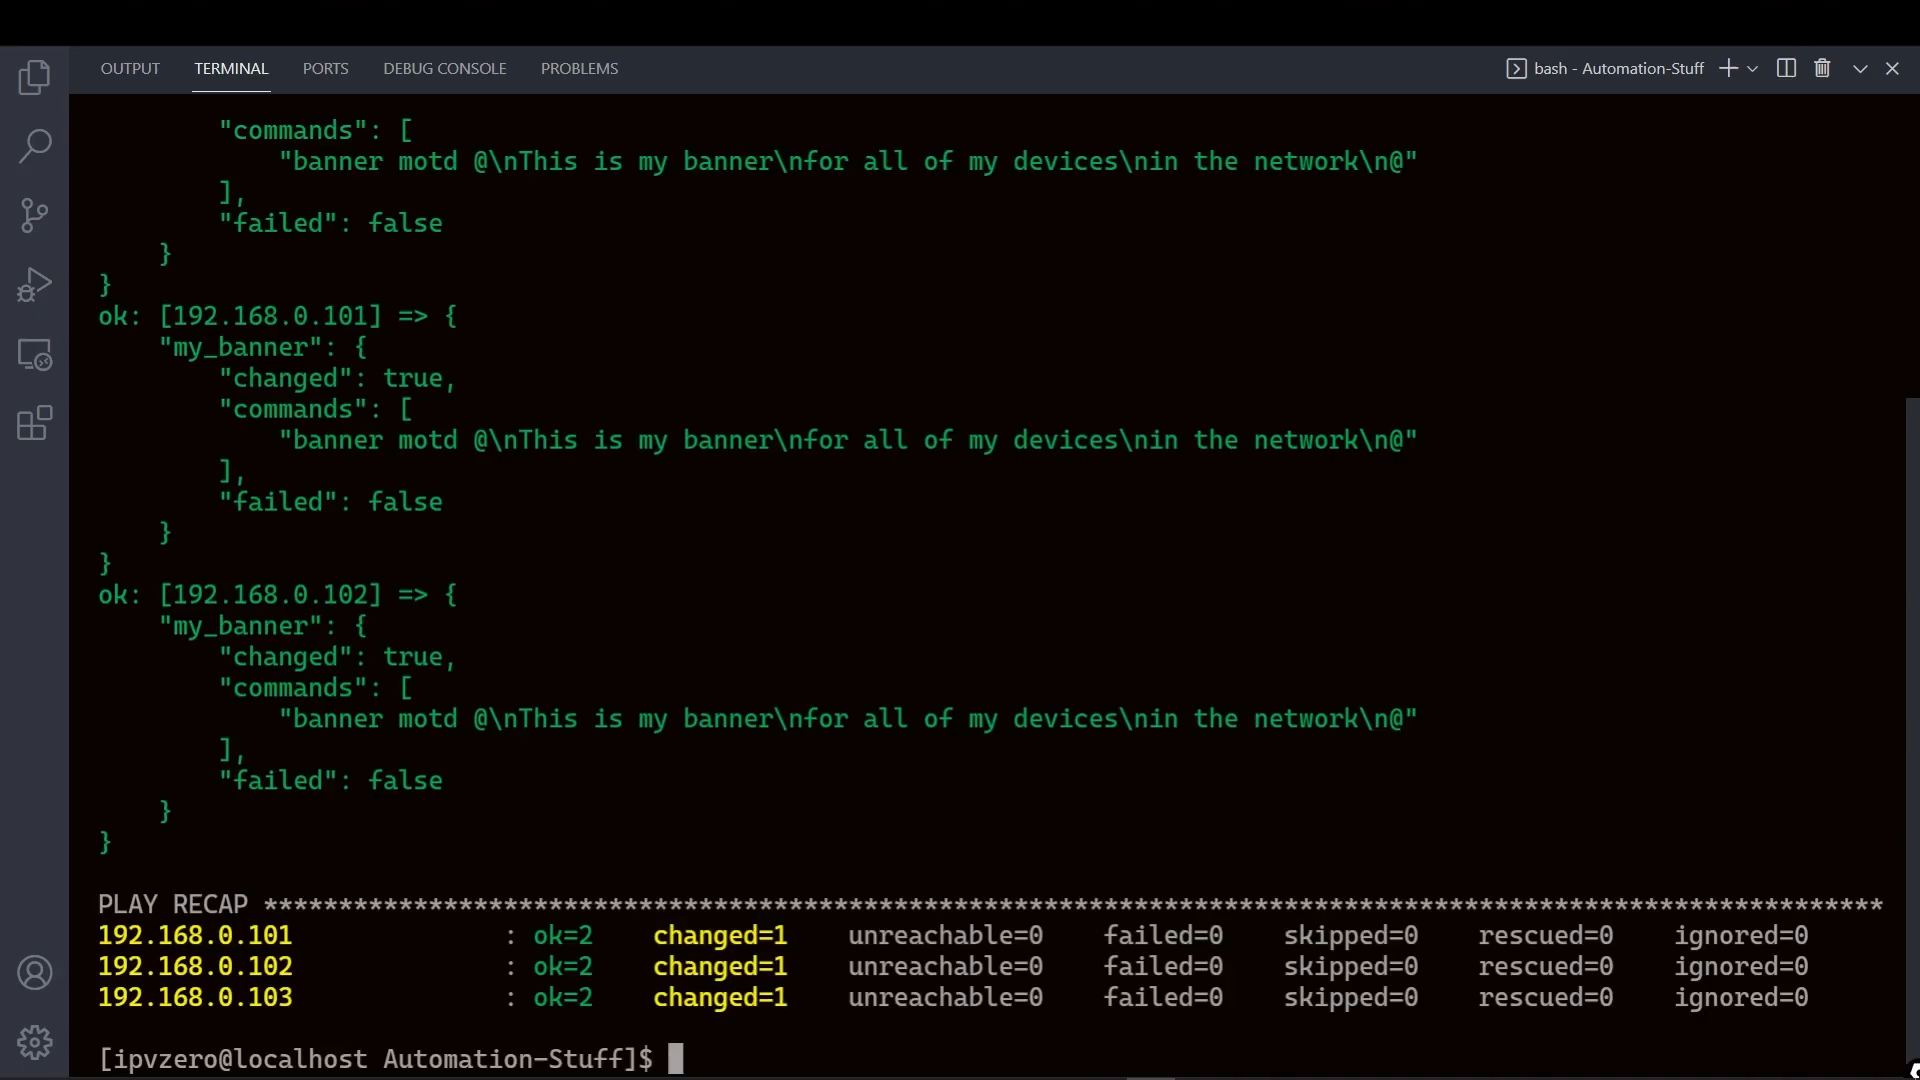 OUTPUT TERMINAL PORTS DEBUG CONSOLE PROBLEMS bash - Automation-Stuff
"commands": [
"banner motd @\nThis is my banner\nfor all of my devices\nin the network\n@"
],
"failed": false
}
}
ok: [192.168.0.101] => {
"my_banner": {
"changed": true,
"commands": [
"banner motd @\nThis is my banner\nfor all of my devices\nin the network\n@"
],
"failed": false
}
}
ok: [192.168.0.102] => {
"my_banner": {
"changed": true,
"commands": [
"banner motd @\nThis is my banner\nfor all of my devices\nin the network\n@"
],
"failed": false
}
}
PLAY RECAP ************************************************************************************************************
192.168.0.101 : ok=2 changed=1 unreachable=0 failed=0 skipped=0 rescued=0 ignored=0
192.168.0.102 : ok=2 changed=1 unreachable=0 failed=0 skipped=0 rescued=0 ignored=0
192.168.0.103 : ok=2 changed=1 unreachable=0 failed=0 skipped=0 rescued=0 ignored=0
[ipvzero@localhost Automation-Stuff]$